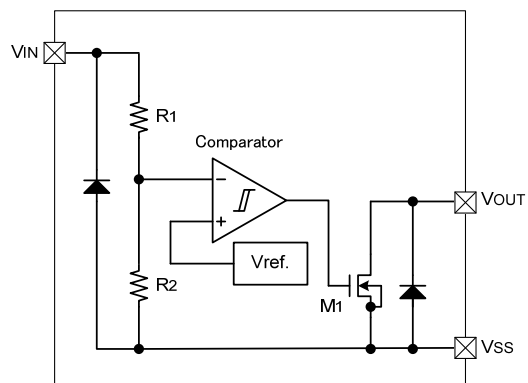 VIN
R1
Comparator
−
VOUT
+
Vref.
R2
M1
VSS